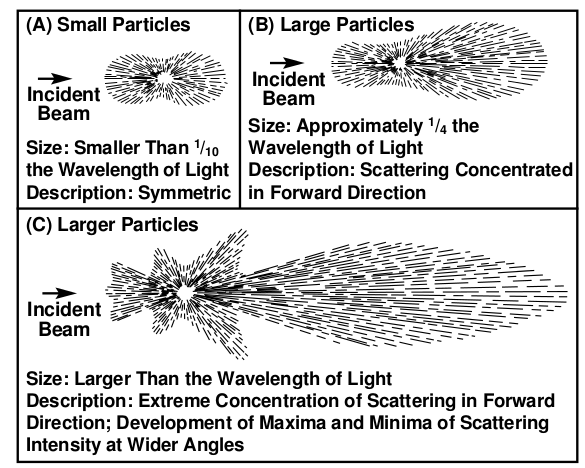 (A) Small Particles
Incident
Beam
Size: Smaller Than 1/10
the Wavelength of Light
Description: Symmetric
(B) Large Particles
Incident
Beam
Size: Approximately 1/4 the
Wavelength of Light
Description: Scattering Concentrated
in Forward Direction
(C) Larger Particles
Incident
Beam
Size: Larger Than the Wavelength of Light
Description: Extreme Concentration of Scattering in Forward
Direction; Development of Maxima and Minima of Scattering
Intensity at Wider Angles